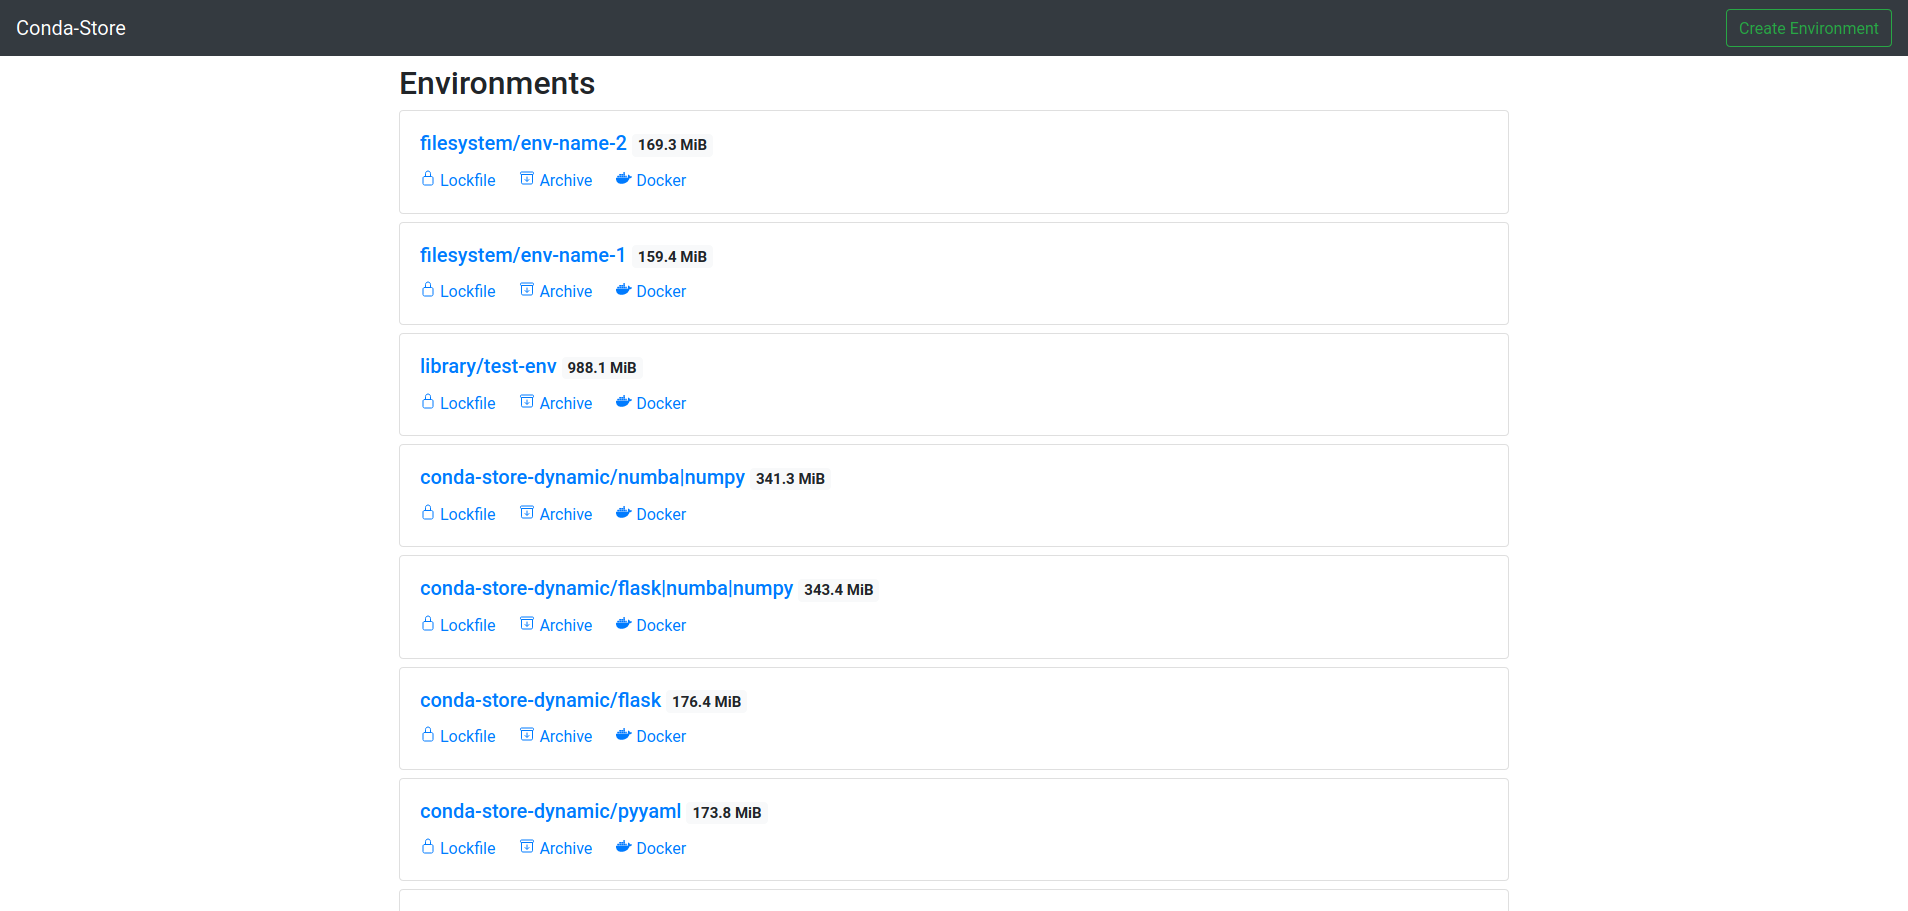 Conda-Store
Create Environment
Environments
filesystem/env-name-2 169.3 MiB
Lockfile Archive Docker
filesystem/env-name-1 159.4 MiB
Lockfile Archive Docker
library/test-env 988.1 MiB
Lockfile Archive Docker
conda-store-dynamic/numba|numpy 341.3 MiB
Lockfile Archive Docker
conda-store-dynamic/flask|numba|numpy 343.4 MiB
Lockfile Archive Docker
conda-store-dynamic/flask 176.4 MiB
Lockfile Archive Docker
conda-store-dynamic/pyyaml 173.8 MiB
Lockfile Archive Docker